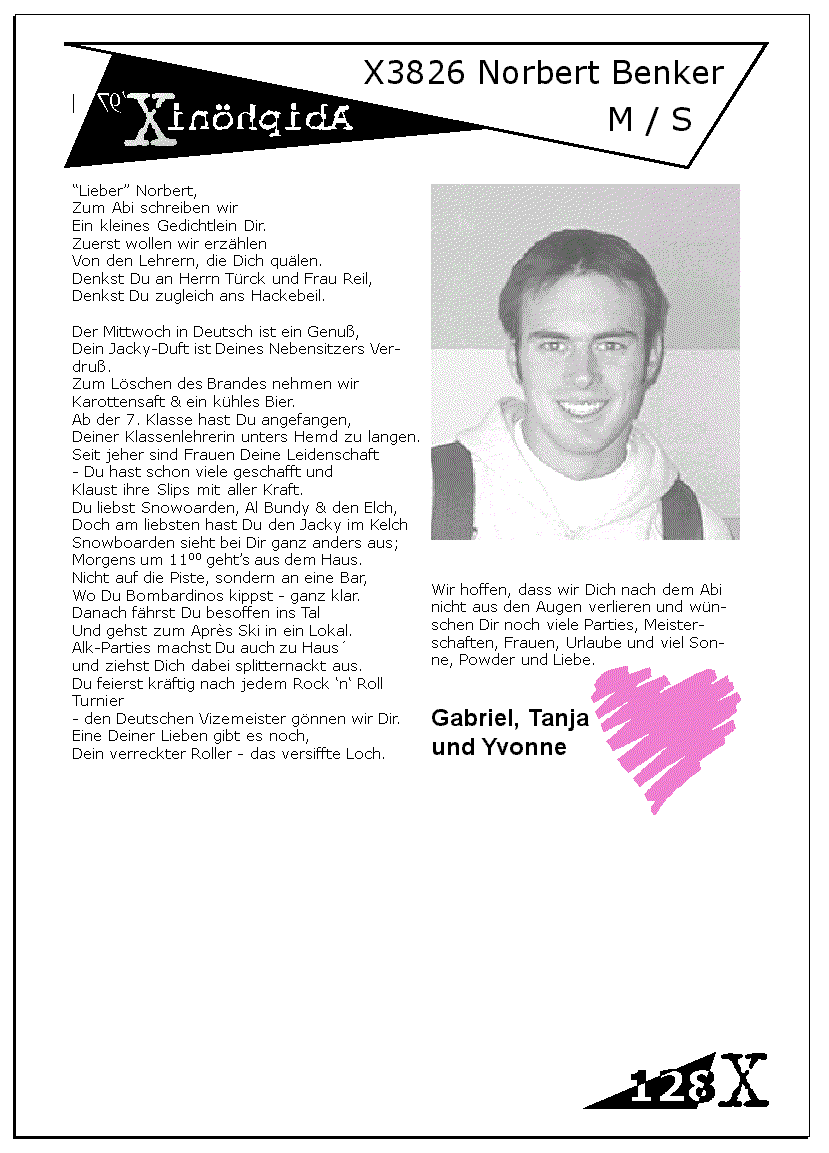 X3826 Norbert Benker
M / S
AbiphöniX '97
“Lieber” Norbert,
Zum Abi schreiben wir
Ein kleines Gedichtlein Dir.
Zuerst wollen wir erzählen
Von den Lehrern, die Dich quälen.
Denkst Du an Herrn Türck und Frau Reil,
Denkst Du zugleich ans Hackebeil.
Der Mittwoch in Deutsch ist ein Genuß,
Dein Jacky-Duft ist Deines Nebensitzers Ver-
druß.
Zum Löschen des Brandes nehmen wir
Karottensaft & ein kühles Bier.
Ab der 7. Klasse hast Du angefangen,
Deiner Klassenlehrerin unters Hemd zu langen.
Seit jeher sind Frauen Deine Leidenschaft
- Du hast schon viele geschafft und
Klaust ihre Slips mit aller Kraft.
Du liebst Snowoarden, Al Bundy & den Elch,
Doch am liebsten hast Du den Jacky im Kelch
Snowboarden sieht bei Dir ganz anders aus;
Morgens um 11⁰⁰ geht’s aus dem Haus.
Nicht auf die Piste, sondern an eine Bar,
Wo Du Bombardinos kippst - ganz klar.
Danach fährst Du besoffen ins Tal
Und gehst zum Après Ski in ein Lokal.
Alk-Parties machst Du auch zu Haus´
und ziehst Dich dabei splitternackt aus.
Du feierst kräftig nach jedem Rock ‘n‘ Roll
Turnier
- den Deutschen Vizemeister gönnen wir Dir.
Eine Deiner Lieben gibt es noch,
Dein verreckter Roller - das versiffte Loch.
Wir hoffen, dass wir Dich nach dem Abi
nicht aus den Augen verlieren und wün-
schen Dir noch viele Parties, Meister-
schaften, Frauen, Urlaube und viel Son-
ne, Powder und Liebe.
Gabriel, Tanja
und Yvonne
128X